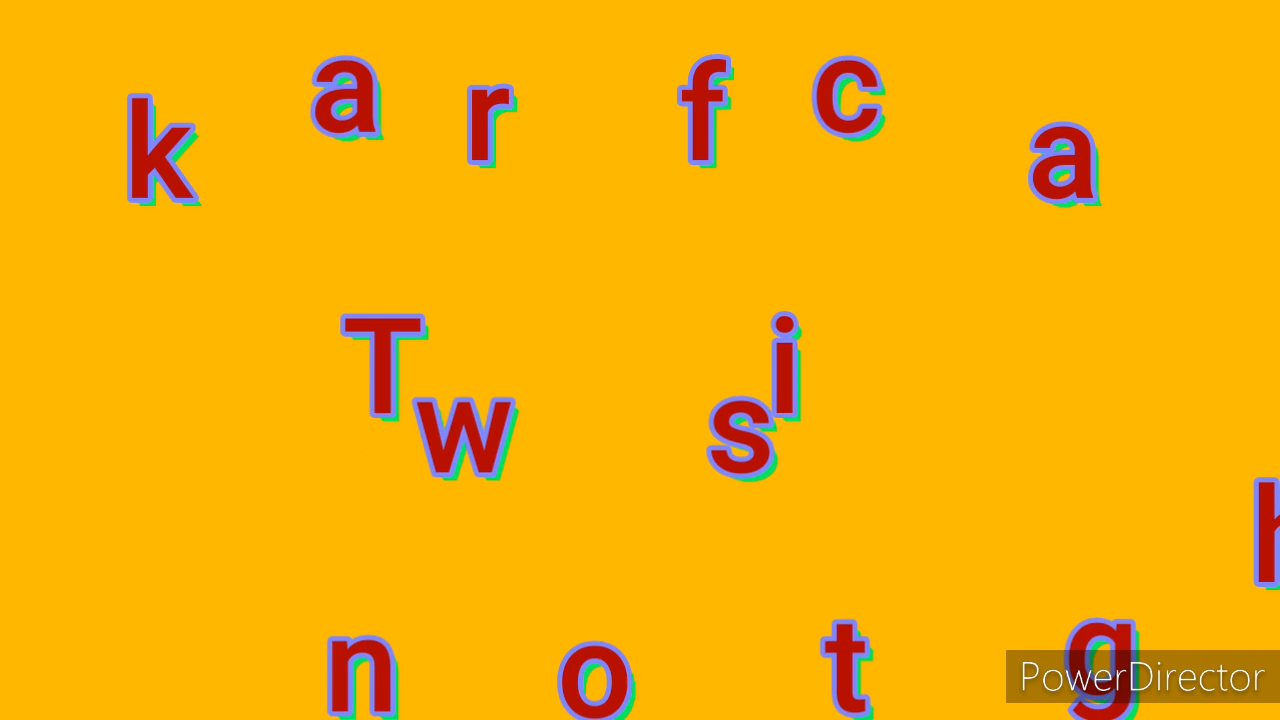 k a r f c a
T w s i
h
n o t g
PowerDirector